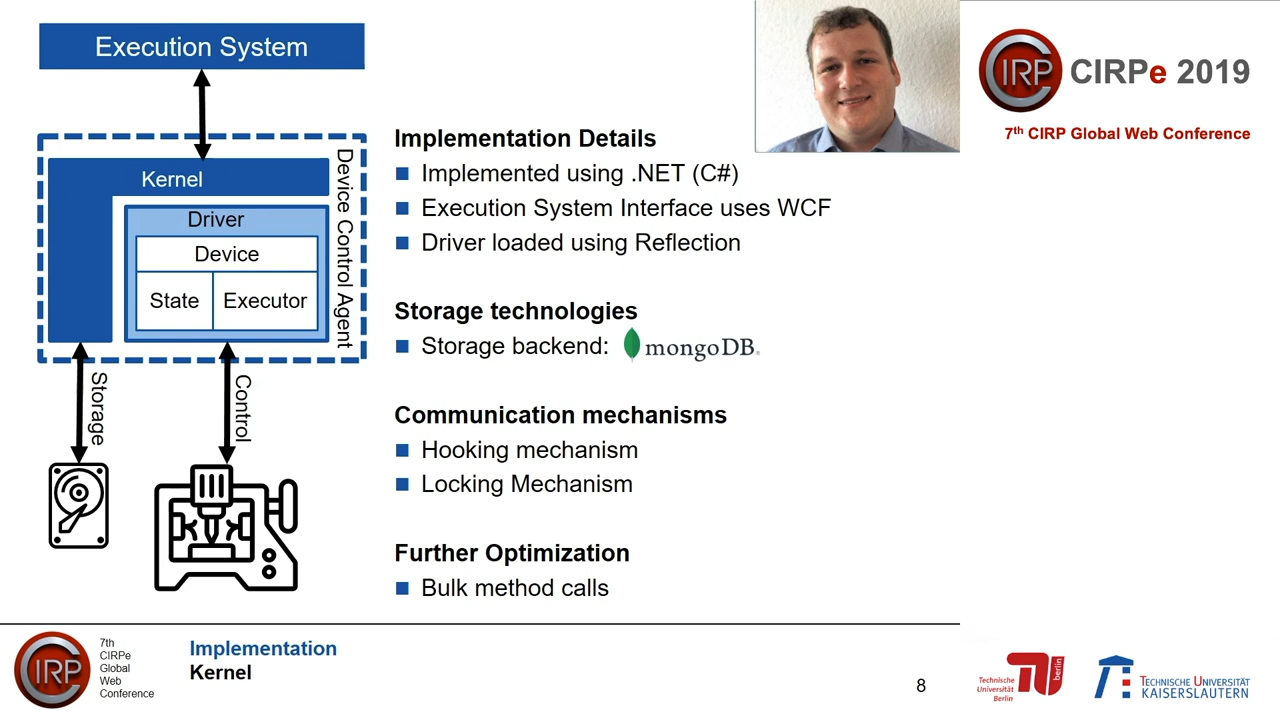 Execution System
Device Control Agent
Kernel
Driver
Device
State
Executor
Storage
Control
Implementation Details
Implemented using .NET (C#)
Execution System Interface uses WCF
Driver loaded using Reflection
Storage technologies
Storage backend: mongoDB®
Communication mechanisms
Hooking mechanism
Locking Mechanism
Further Optimization
Bulk method calls
CIRP
CIRPe 2019
7th CIRP Global Web Conference
CIRP
7th
CIRPe
Global
Web
Conference
Implementation
Kernel
8
Technische
Universität
Berlin
berlin
TECHNISCHE UNIVERSITÄT
KAISERSLAUTERN